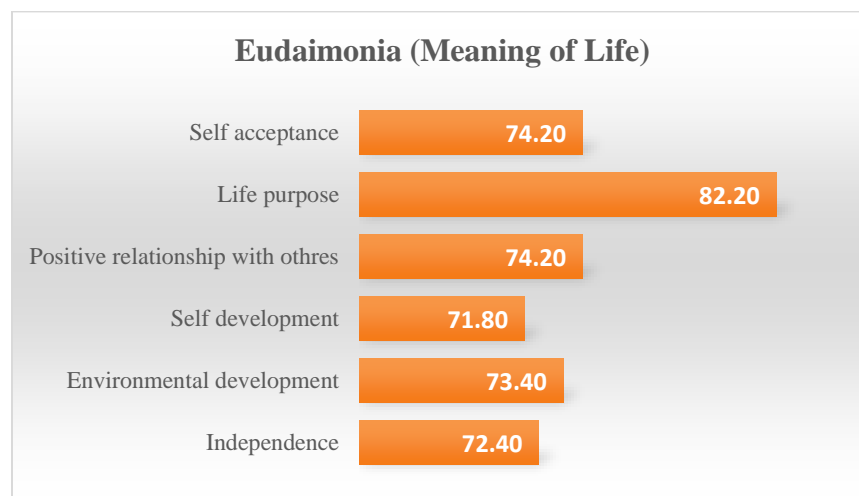 Eudaimonia (Meaning of Life)
Self acceptance 74.20
Life purpose 82.20
Positive relationship with othres 74.20
Self development 71.80
Environmental development 73.40
Independence 72.40